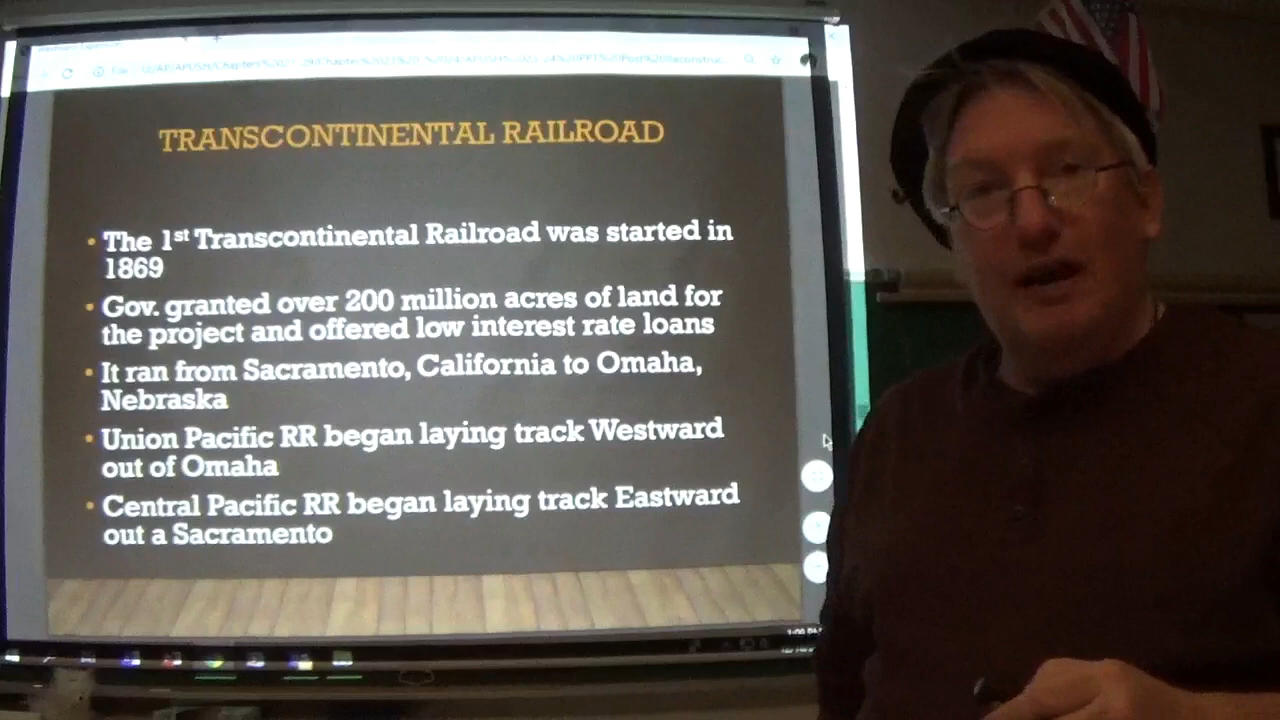 TRANSCONTINENTAL RAILROAD
• The 1st Transcontinental Railroad was started in
1869
• Gov. granted over 200 million acres of land for
the project and offered low interest rate loans
• It ran from Sacramento, California to Omaha,
Nebraska
• Union Pacific RR began laying track Westward
out of Omaha
• Central Pacific RR began laying track Eastward
out a Sacramento